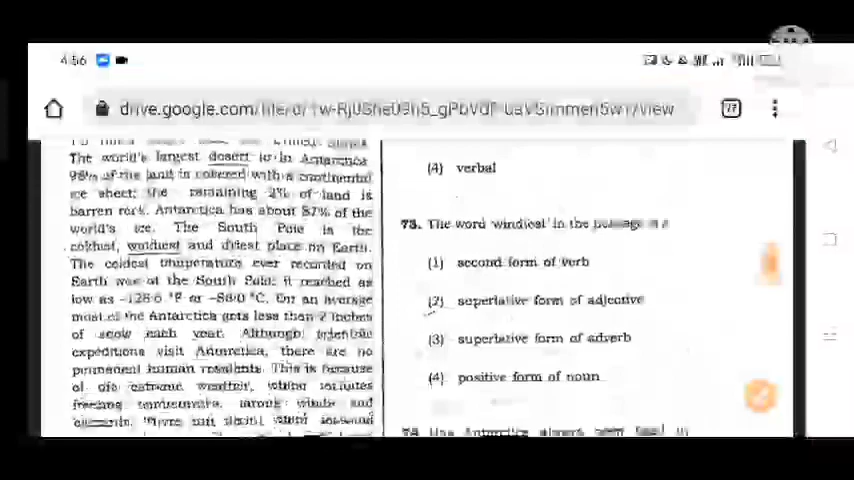 4:56
drive.google.com/file/d/
The world's largest desert is in Antarctica
98% of the land is covered with a continental
ice sheet; the remaining 2% of land is
barren rock. Antarctica has about 87% of the
world's ice. The South Pole is the
coldest, windiest and driest place on Earth.
The coldest temperature ever recorded on
Earth was at the South Pole; it reached as
low as or On an average
most of the Antarctica gets less than 2 inches
of snow each year. Although scientific
expeditions visit Antarctica, there are no
permanent human residents. This is because
of weather, which includes
freezing temperature, strong winds and
(4) verbal
73. The word 'windiest' in the passage is a
(1) second form of verb
(2) superlative form of adjective
(3) superlative form of adverb
(4) positive form of noun